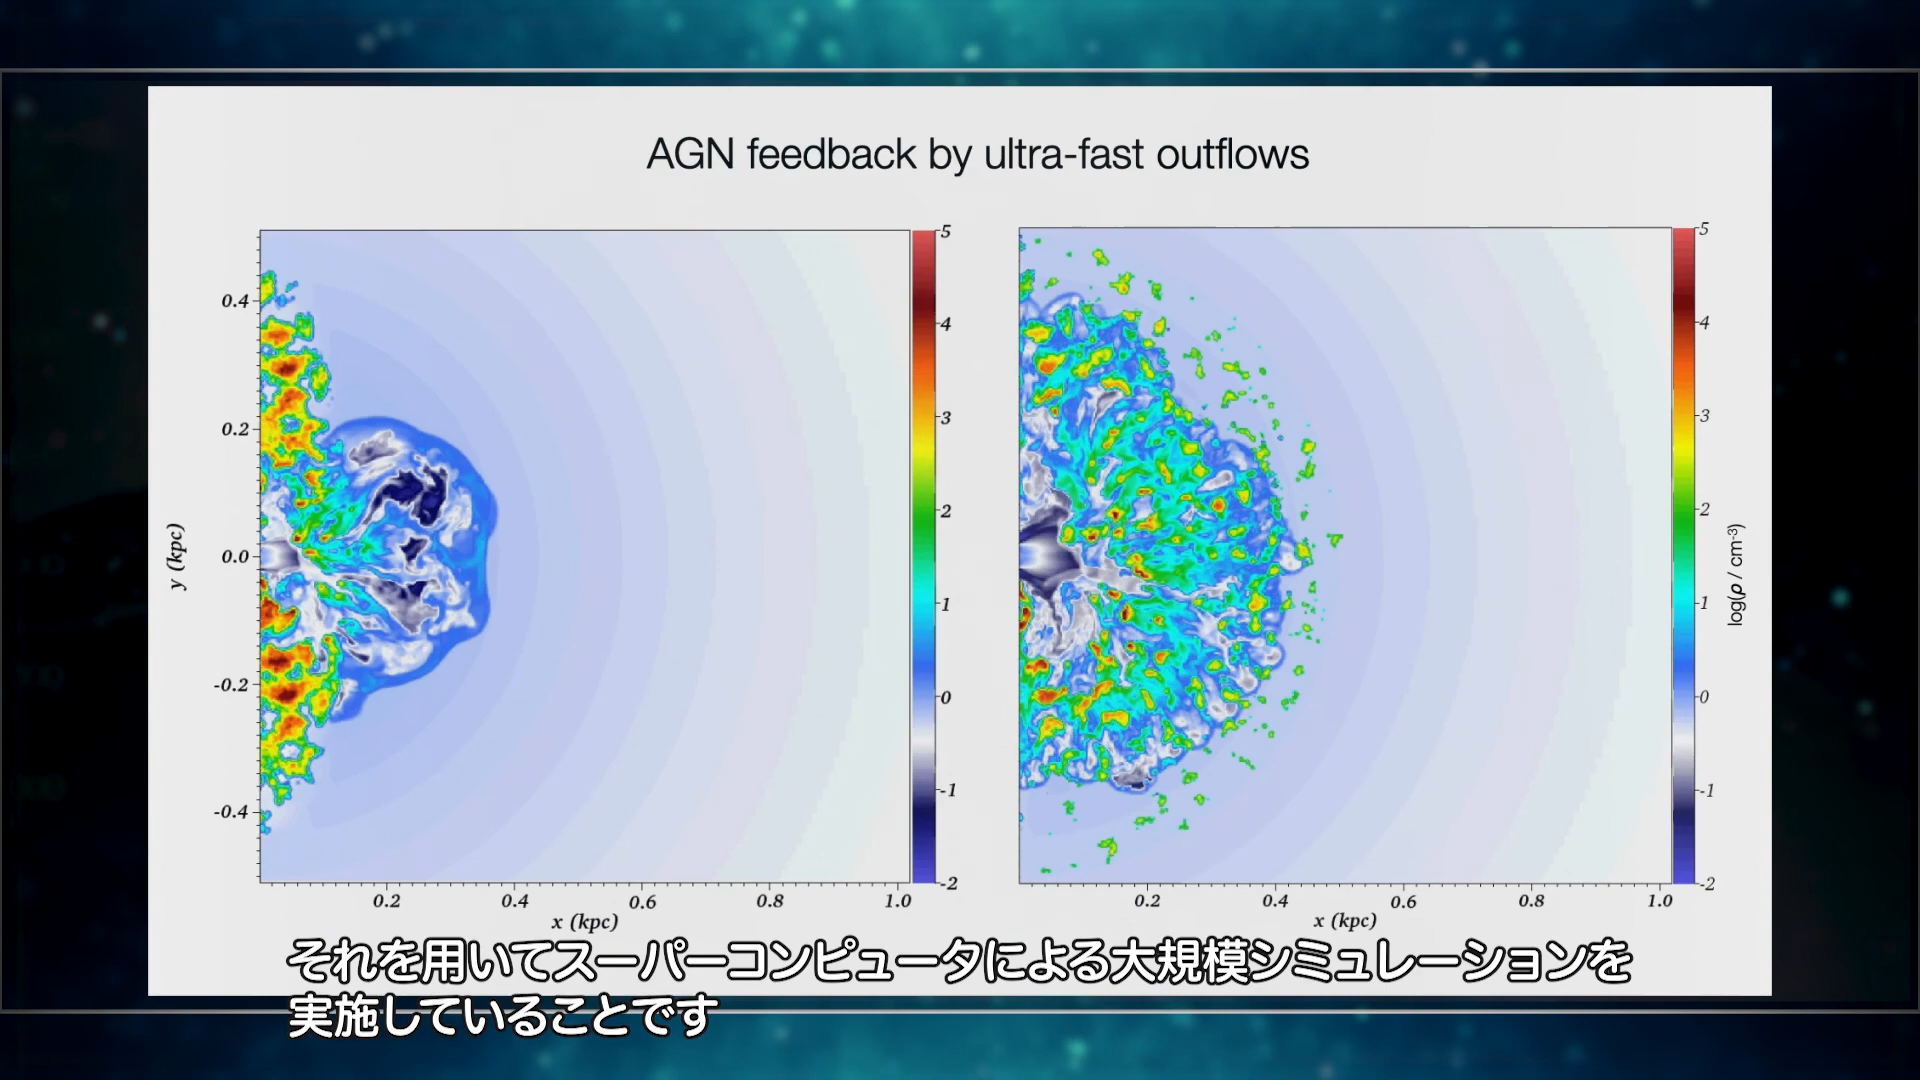 AGN feedback by ultra-fast outflows
5
4
3
2
1
0
-1
-2
0.4
0.2
0.0
-0.2
-0.4
y (kpc)
0.2 0.4 0.6 0.8 1.0
x (kpc)
5
4
3
2
1
0
-1
-2
log(ρ / cm⁻³)
0.2 0.4 0.6 0.8 1.0
x (kpc)
それを用いてスーパーコンピュータによる大規模シミュレーションを
実施していることです